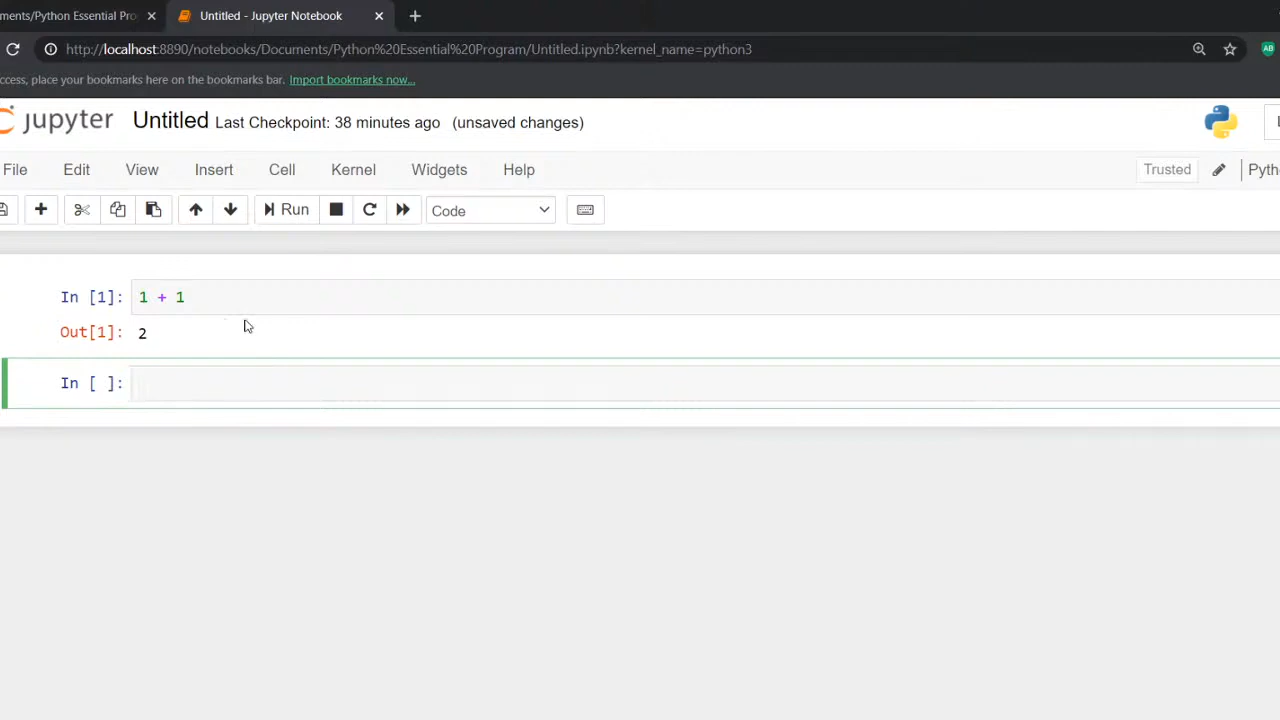 ments/Python Essential Pro
Untitled - Jupyter Notebook
http://localhost:8890/notebooks/Documents/Python%20Essential%20Program/Untitled.ipynb?kernel_name=python3
AB
ccess, place your bookmarks here on the bookmarks bar. Import bookmarks now...
jupyter Untitled Last Checkpoint: 38 minutes ago (unsaved changes)
L
File Edit View Insert Cell Kernel Widgets Help
Trusted
Pyth
Run
Code
In [1]: 1 + 1
Out[1]: 2
In [ ]: